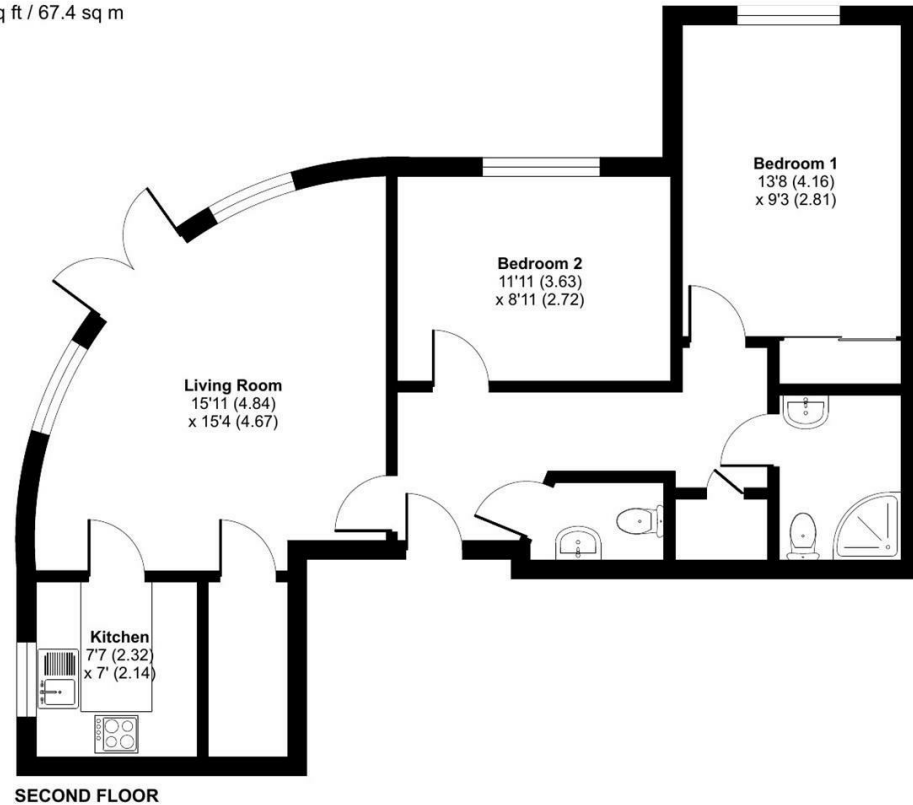 ft / 67.4 sq m
Bedroom 1
13'8 (4.16)
x 9'3 (2.81)
Bedroom 2
11'11 (3.63)
x 8'11 (2.72)
Living Room
15'11 (4.84)
x 15'4 (4.67)
Kitchen
7'7 (2.32)
x 7' (2.14)
SECOND FLOOR